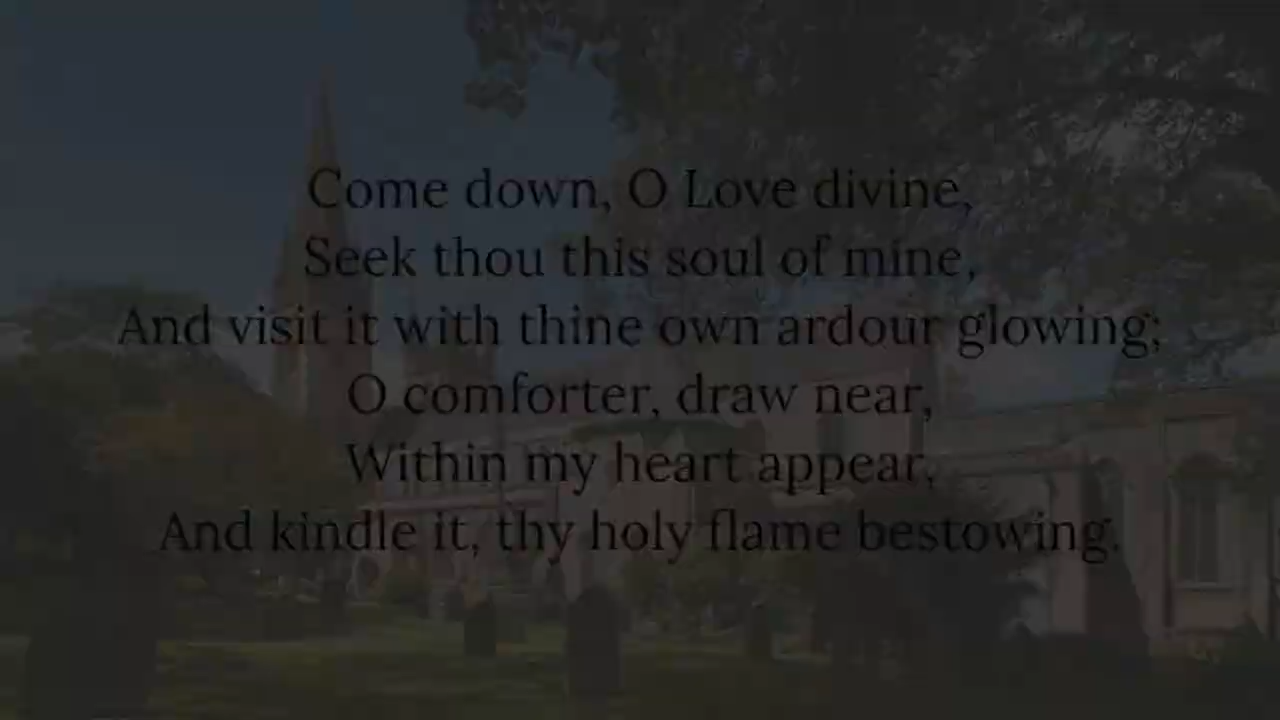 Come down, O Love divine,
Seek thou this soul of mine,
And visit it with thine own ardour glowing;
O comforter, draw near,
Within my heart appear,
And kindle it, thy holy flame bestowing.